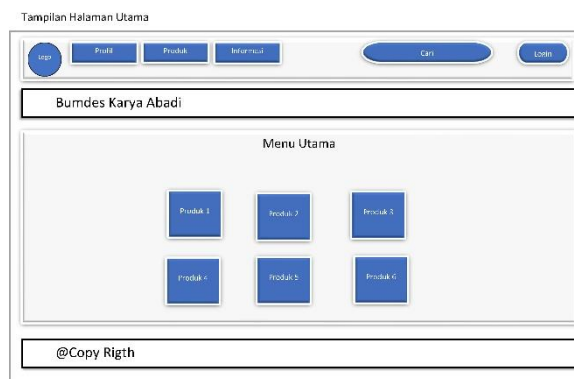 Tampilan Halaman Utama
Logo Profil Produk Informasi Cari Login
Bumdes Karya Abadi
Menu Utama
Produk 1 Produk 2 Produk 3
Produk 4 Produk 5 Produk 6
@Copy Rigth